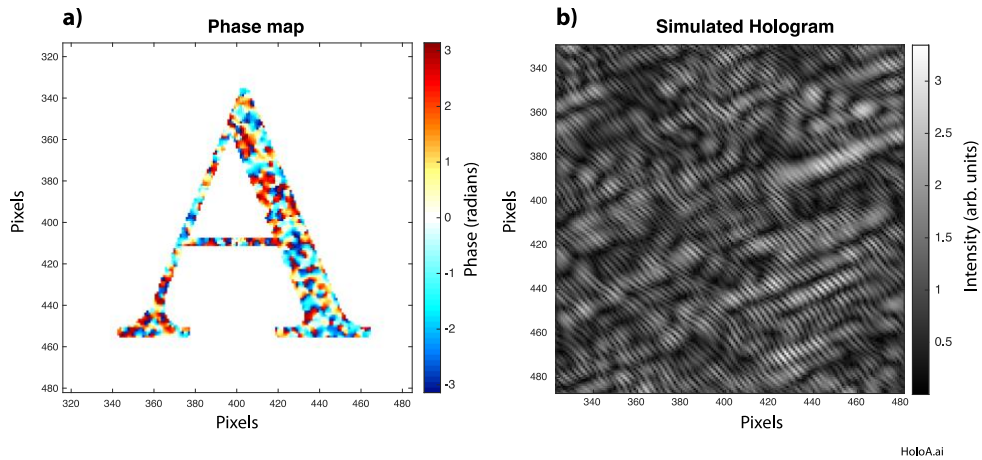 a)
Phase map
320
340
360
380
400
420
440
460
480
320 340 360 380 400 420 440 460 480
Pixels
Pixels
3
2
1
0
-1
-2
-3
Phase (radians)
A
b)
Simulated Hologram
340
360
380
400
420
440
460
480
340 360 380 400 420 440 460 480
Pixels
Pixels
3
2.5
2
1.5
1
0.5
Intensity (arb. units)
HoloA.ai